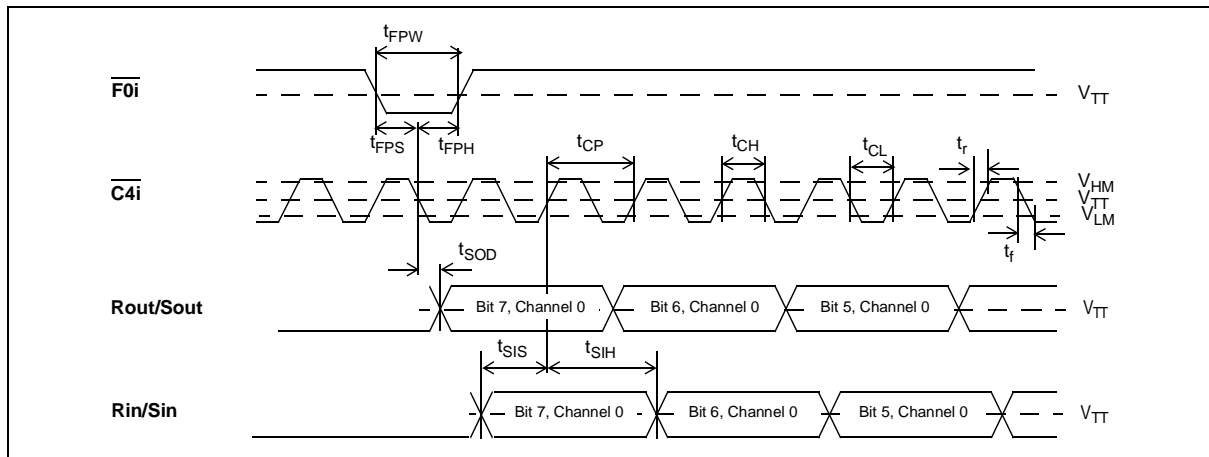 tFPW
F0i
VTT
tFPS tFPH
tCP tCH tCL tr
C4i
VHM
VTT
VLM
tf
tSOD
Rout/Sout Bit 7, Channel 0 Bit 6, Channel 0 Bit 5, Channel 0 VTT
tSIS tSIH
Rin/Sin Bit 7, Channel 0 Bit 6, Channel 0 Bit 5, Channel 0 VTT